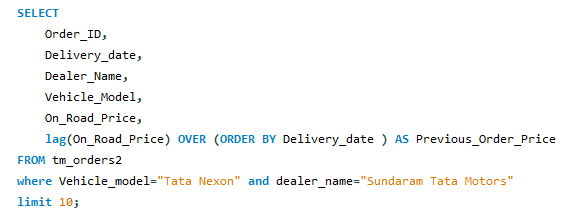 SELECT
Order_ID,
Delivery_date,
Dealer_Name,
Vehicle_Model,
On_Road_Price,
lag(On_Road_Price) OVER (ORDER BY Delivery_date ) AS Previous_Order_Price
FROM tm_orders2
where Vehicle_model="Tata Nexon" and dealer_name="Sundaram Tata Motors"
limit 10;